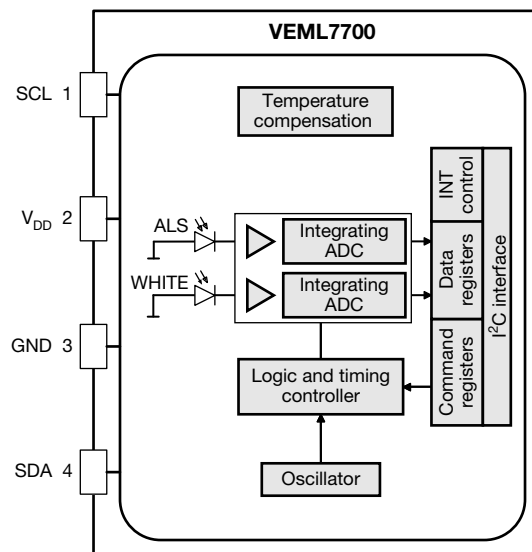 VEML7700
SCL 1
Temperature
compensation
INT control
V_DD 2
ALS
Integrating
ADC
Data
registers
I²C interface
WHITE
Integrating
ADC
GND 3
Command
registers
Logic and timing
controller
SDA 4
Oscillator